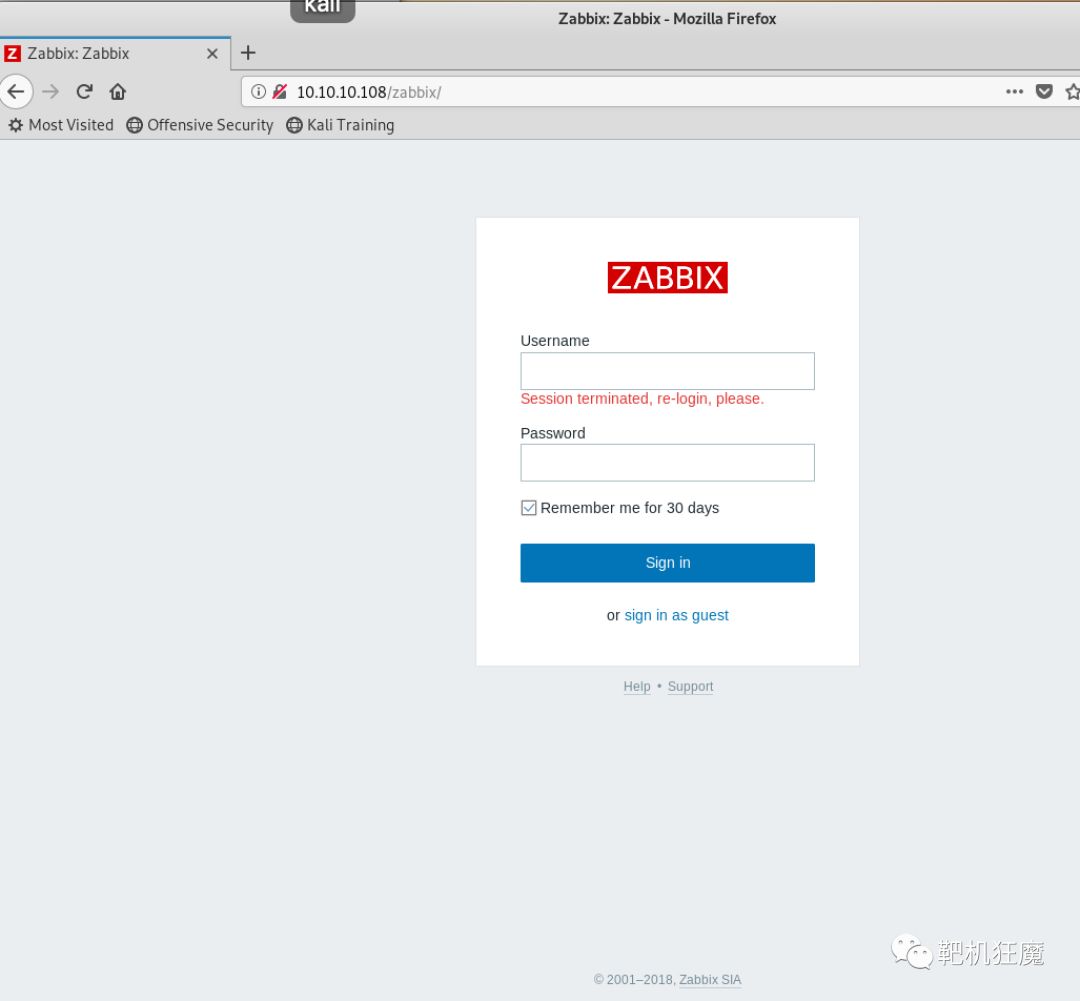 kali
Zabbix: Zabbix - Mozilla Firefox
Z Zabbix: Zabbix
10.10.10.108/zabbix/
Most Visited Offensive Security Kali Training
ZABBIX
Username
Session terminated, re-login, please.
Password
Remember me for 30 days
Sign in
or sign in as guest
Help • Support
靶机狂魔
© 2001–2018, Zabbix SIA